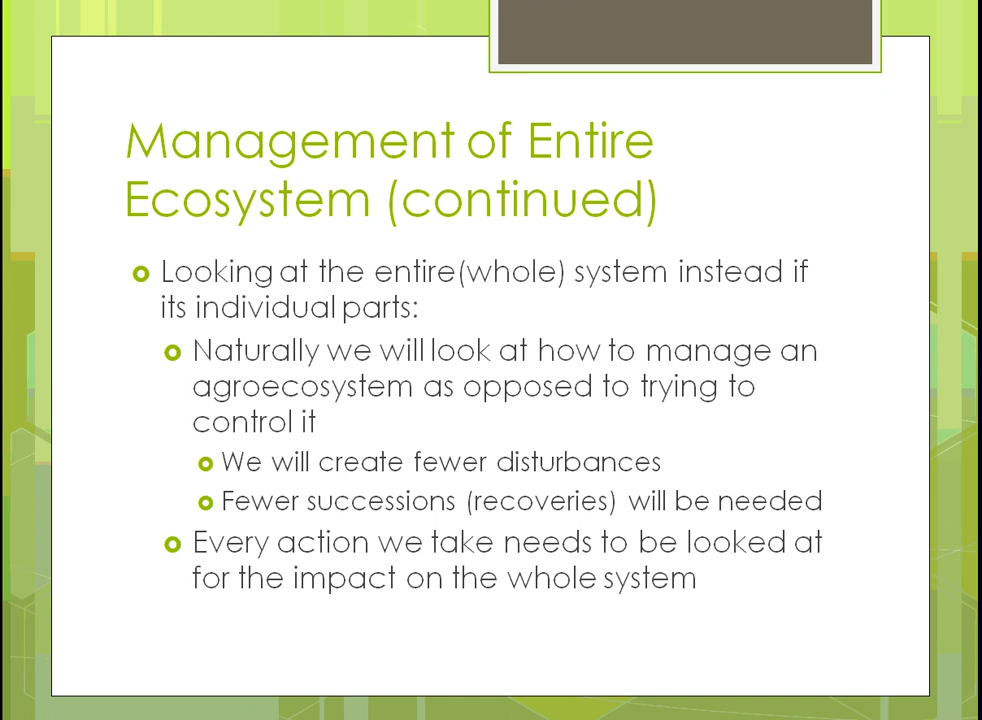 Management of Entire
Ecosystem (continued)
Looking at the entire(whole) system instead if
its individual parts:
Naturally we will look at how to manage an
agroecosystem as opposed to trying to
control it
We will create fewer disturbances
Fewer successions (recoveries) will be needed
Every action we take needs to be looked at
for the impact on the whole system